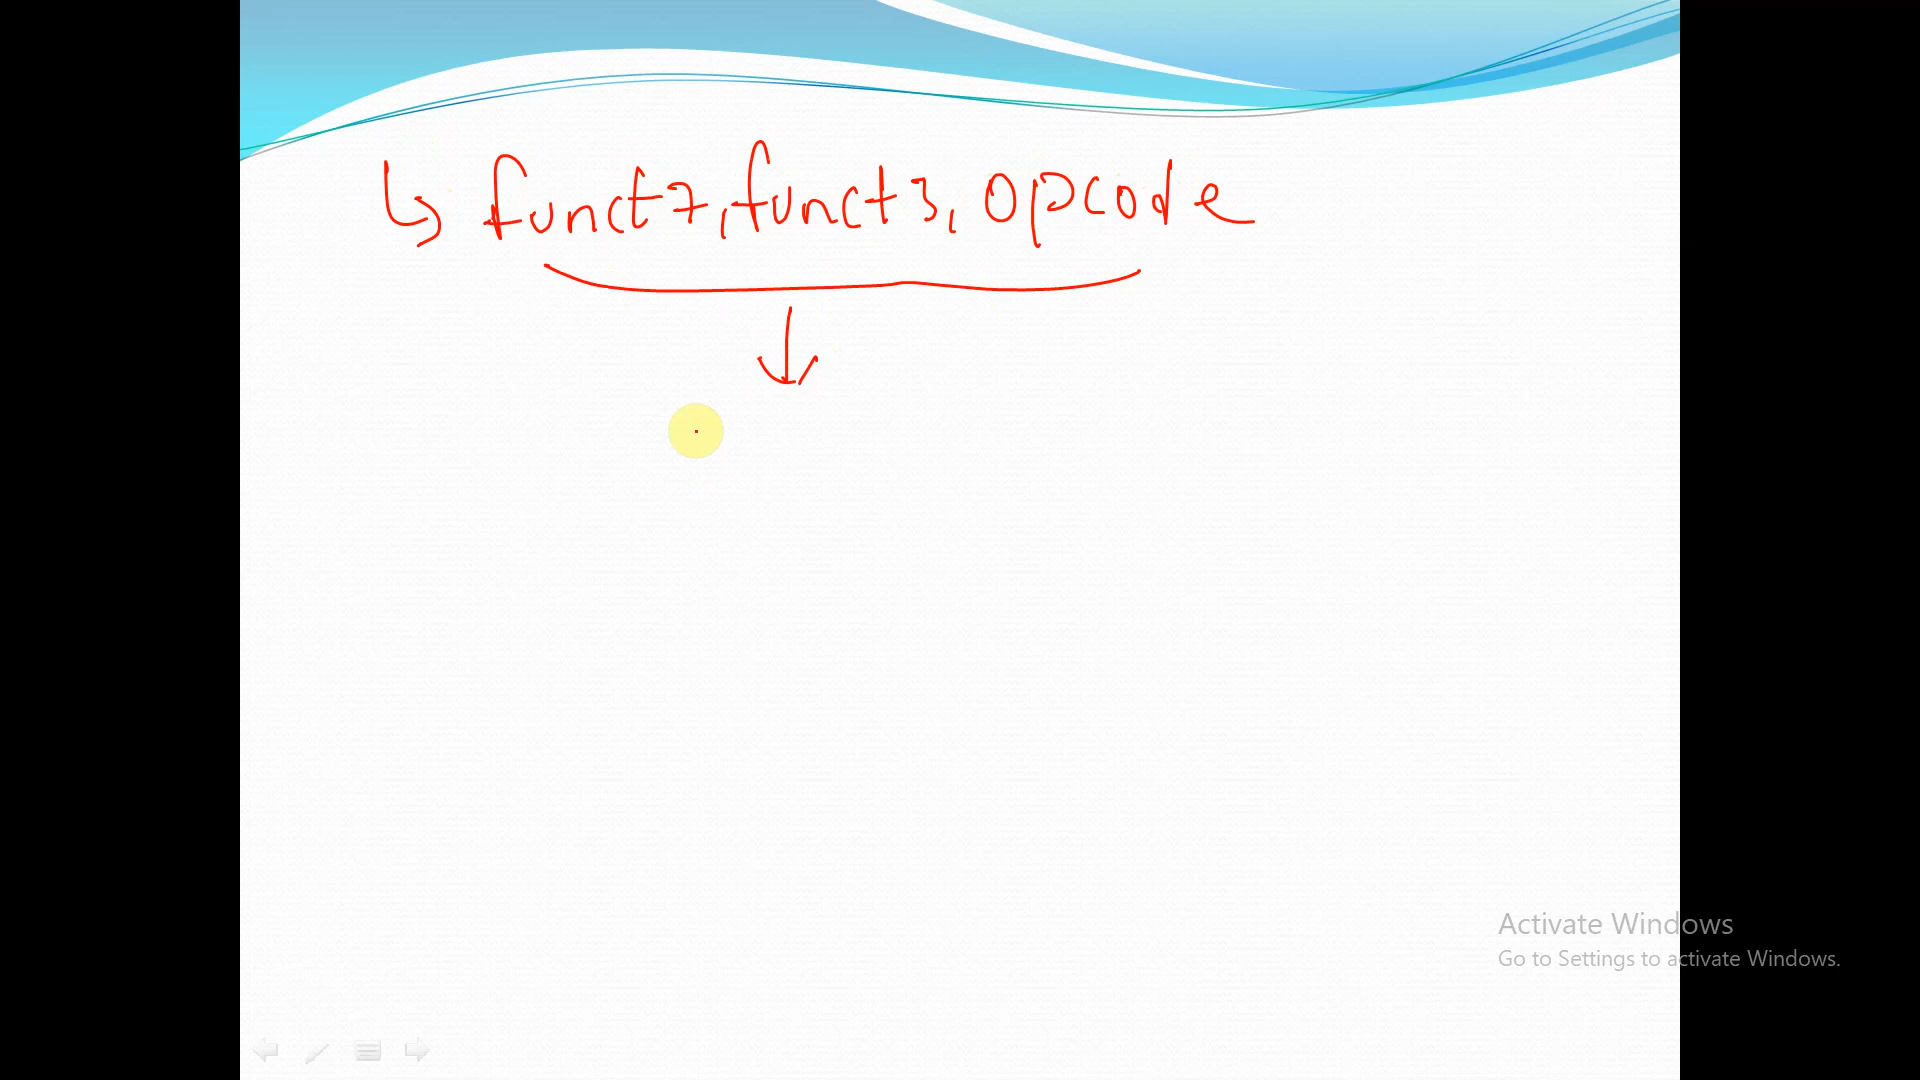 ↳ funct7, funct3, opcode
Activate Windows
Go to Settings to activate Windows.